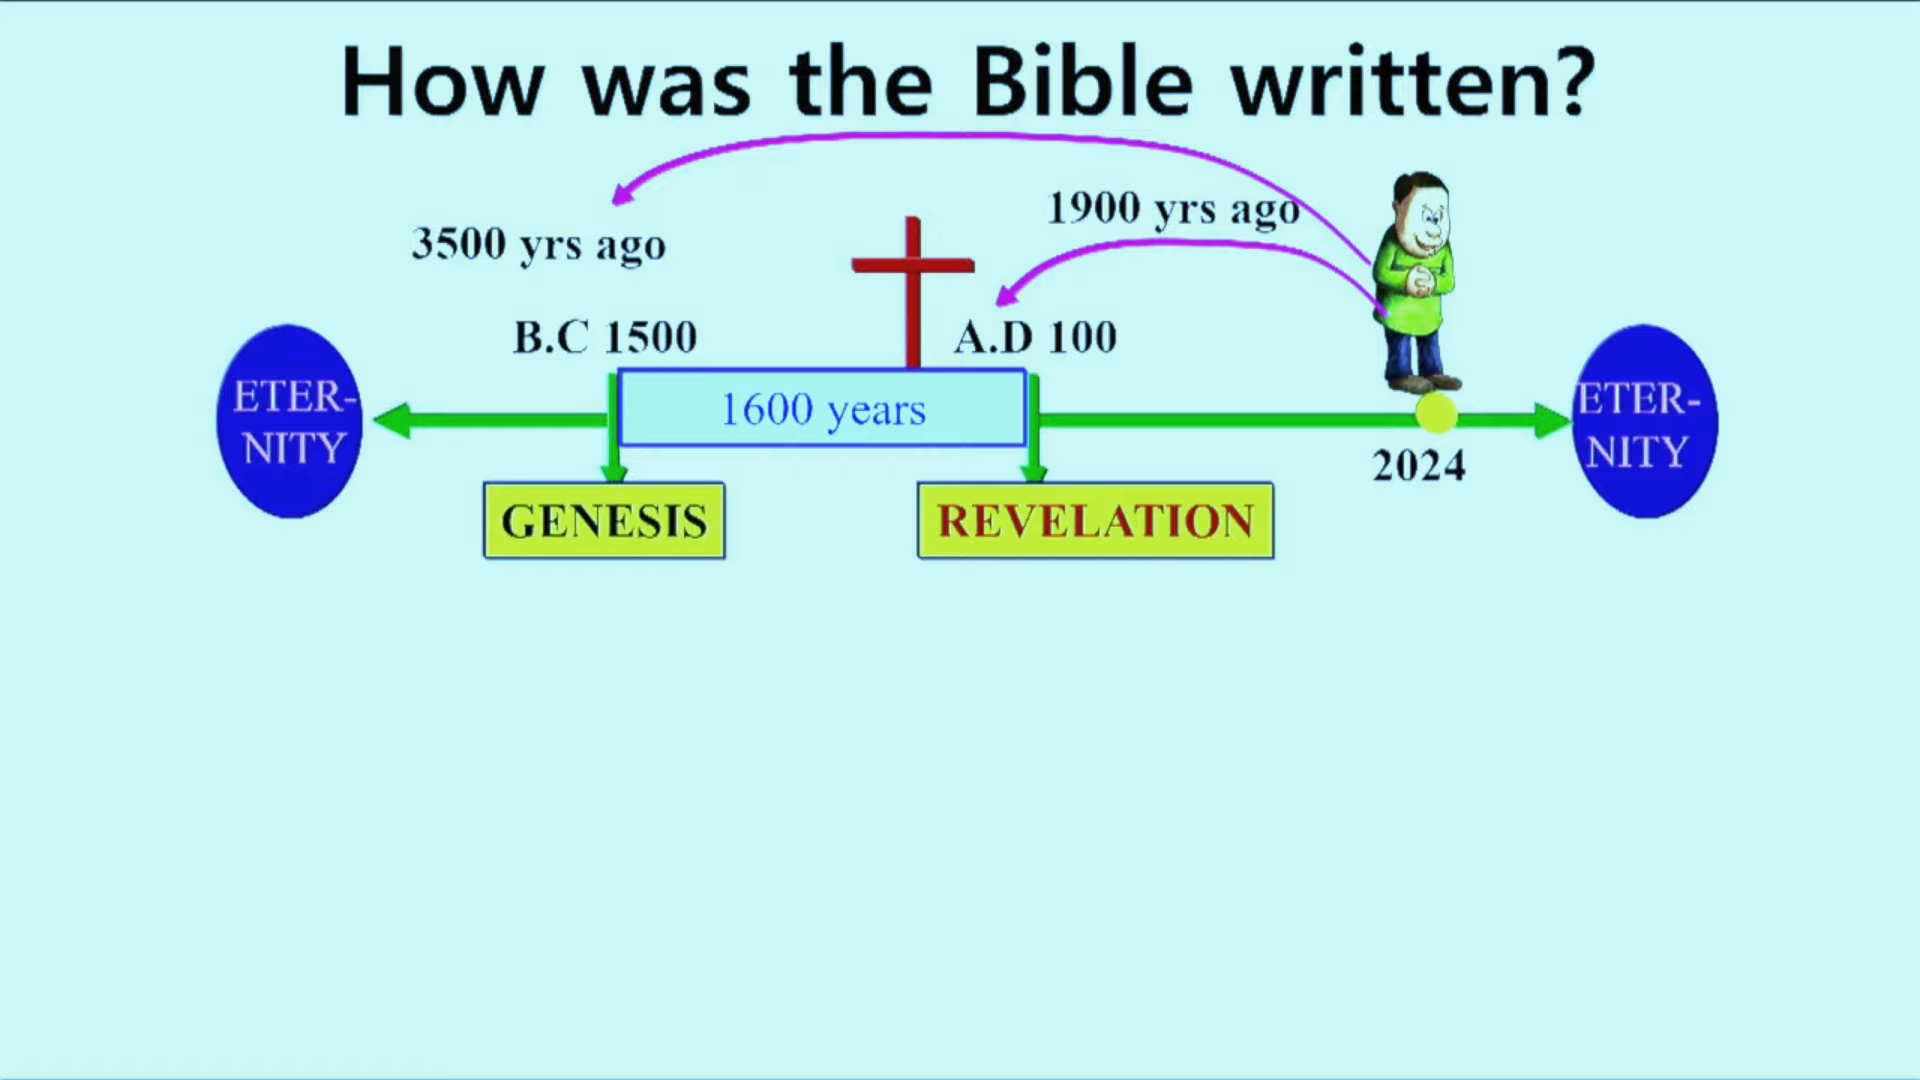 How was the Bible written?
1900 yrs ago
3500 yrs ago
B.C 1500
A.D 100
ETER-
NITY
1600 years
ETER-
NITY
2024
GENESIS
REVELATION